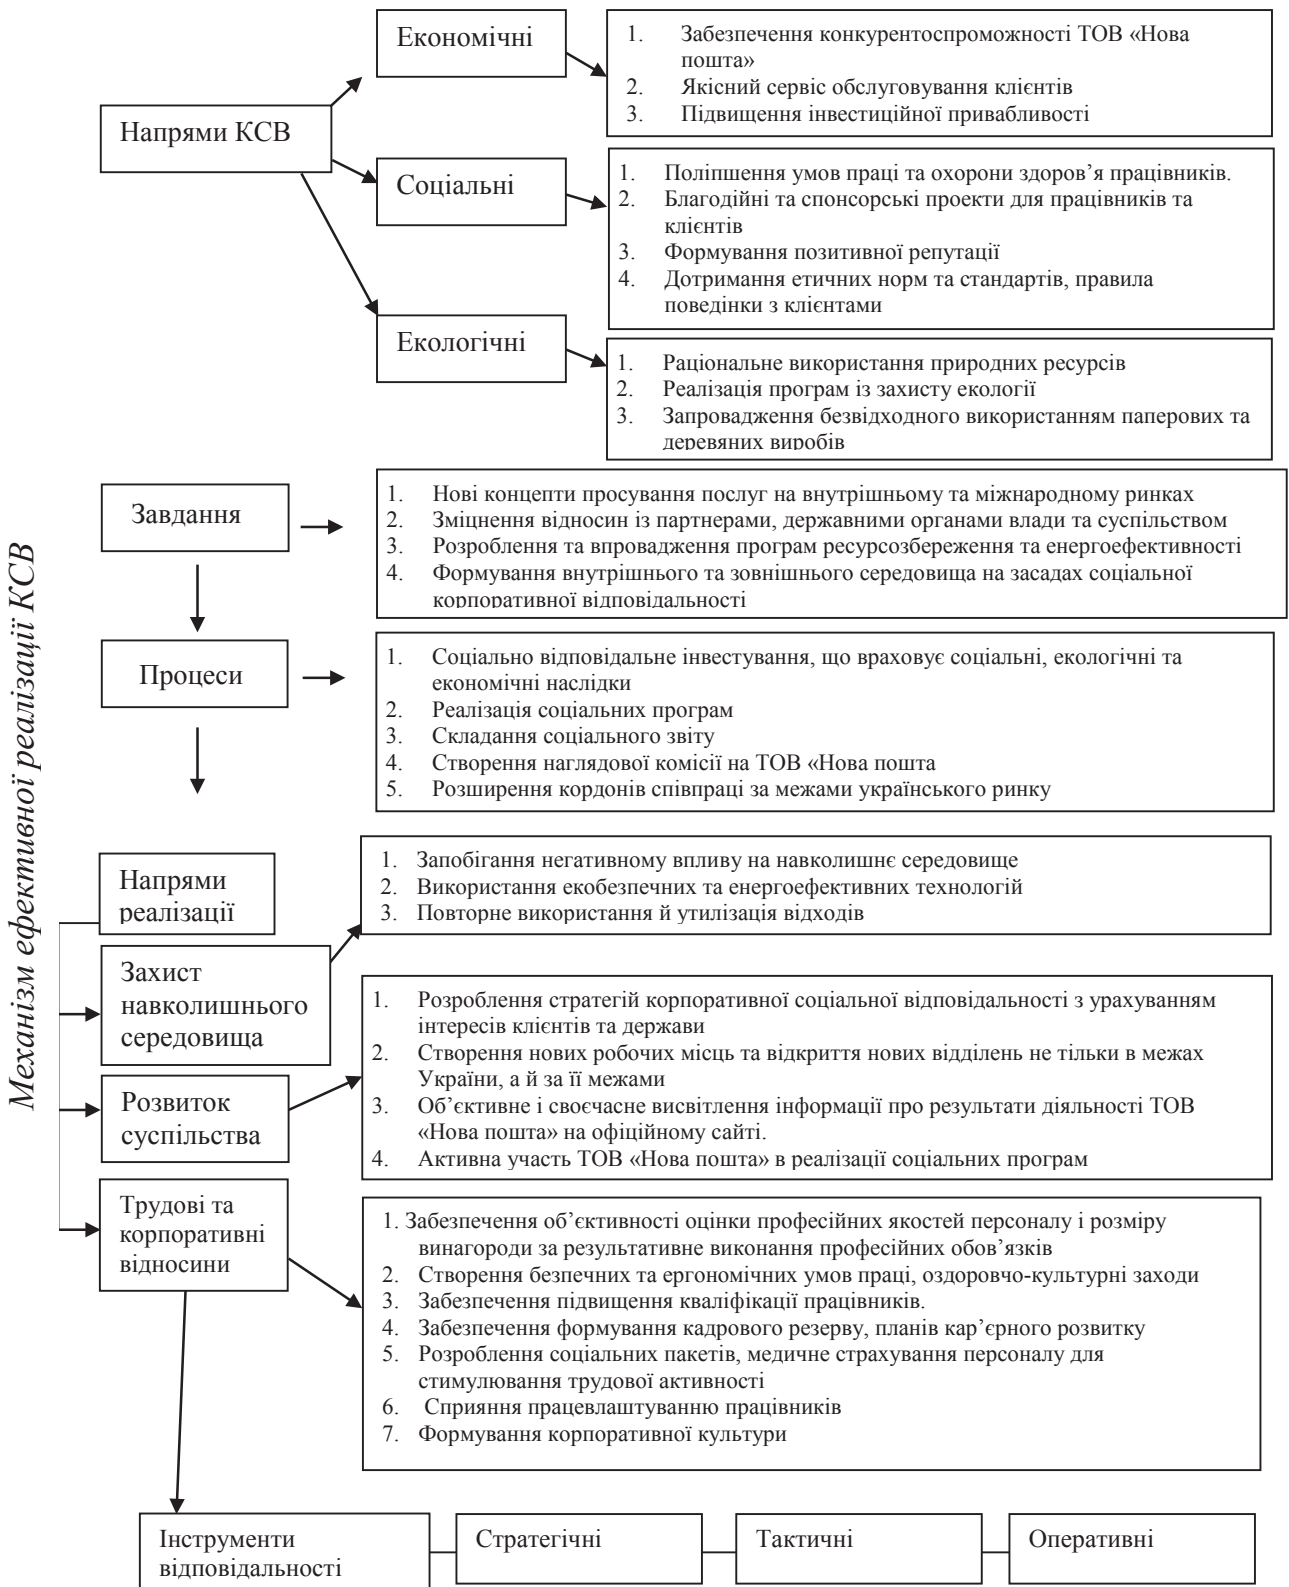 Економічні
1. Забезпечення конкурентоспроможності ТОВ «Нова
пошта»
2. Якісний сервіс обслуговування клієнтів
3. Підвищення інвестиційної привабливості
Напрями КСВ
Соціальні
1. Поліпшення умов праці та охорони здоров’я працівників.
2. Благодійні та спонсорські проекти для працівників та
клієнтів
3. Формування позитивної репутації
4. Дотримання етичних норм та стандартів, правила
поведінки з клієнтами
Екологічні
1. Раціональне використання природних ресурсів
2. Реалізація програм із захисту екології
3. Запровадження безвідходного використанням паперових та
деревяних виробів
Механізм ефективної реалізації КСВ
Завдання
1. Нові концепти просування послуг на внутрішньому та міжнародному ринках
2. Зміцнення відносин із партнерами, державними органами влади та суспільством
3. Розроблення та впровадження програм ресурсозбереження та енергоефективності
4. Формування внутрішнього та зовнішнього середовища на засадах соціальної
корпоративної відповідальності
Процеси
1. Соціально відповідальне інвестування, що враховує соціальні, екологічні та
економічні наслідки
2. Реалізація соціальних програм
3. Складання соціального звіту
4. Створення наглядової комісії на ТОВ «Нова пошта
5. Розширення кордонів співпраці за межами українського ринку
Напрями
реалізації
1. Запобігання негативному впливу на навколишнє середовище
2. Використання екобезпечних та енергоефективних технологій
3. Повторне використання й утилізація відходів
Захист
навколишнього
середовища
1. Розроблення стратегій корпоративної соціальної відповідальності з урахуванням
інтересів клієнтів та держави
2. Створення нових робочих місць та відкриття нових відділень не тільки в межах
України, а й за її межами
3. Об’єктивне і своєчасне висвітлення інформації про результати діяльності ТОВ
«Нова пошта» на офіційному сайті.
4. Активна участь ТОВ «Нова пошта» в реалізації соціальних програм
Розвиток
суспільства
Трудові та
корпоративні
відносини
1. Забезпечення об’єктивності оцінки професійних якостей персоналу і розміру
винагороди за результативне виконання професійних обов’язків
2. Створення безпечних та ергономічних умов праці, оздоровчо-культурні заходи
3. Забезпечення підвищення кваліфікації працівників.
4. Забезпечення формування кадрового резерву, планів кар’єрного розвитку
5. Розроблення соціальних пакетів, медичне страхування персоналу для
стимулювання трудової активності
6. Сприяння працевлаштуванню працівників
7. Формування корпоративної культури
Інструменти
відповідальності
Стратегічні
Тактичні
Оперативні